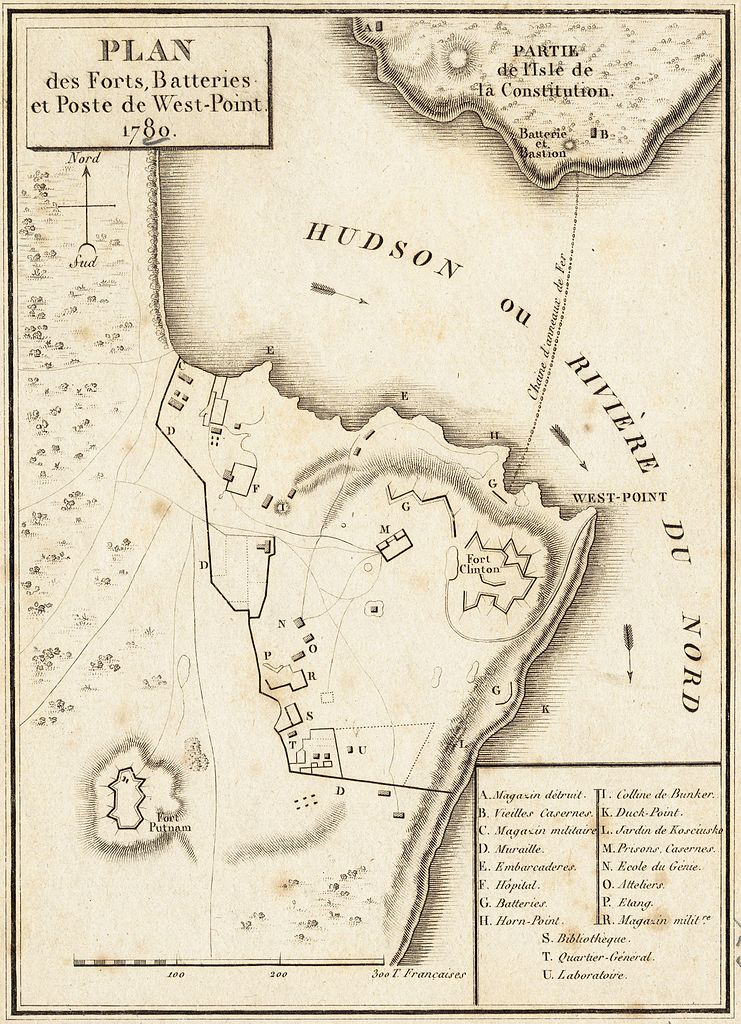 PLAN
des Forts, Batteries
et Poste de West-Point.
1780.
Nord
Sud
A
PARTIE
de l'Isle de
la Constitution.
Batterie
et
Bastion
B
HUDSON OU RIVIÈRE DU NORD
Chaine d'anneaux de Fer
E
E
C
D
H
G
WEST-POINT
F
I
G
M
D
Fort
Clinton
N
O
P
R
G
K
S
T
U
L
D
Fort
Putnam
A. Magazin détruit.
B. Vieilles Casernes.
C. Magazin militaire
D. Muraille.
E. Embarcaderes.
F. Hôpital.
G. Batteries.
H. Horn-Point.
I. Colline de Bunker.
K. Duck-Point.
L. Jardin de Kosciusko
M. Prisons, Casernes.
N. Ecole du Génie.
O. Atteliers.
P. Etang.
R. Magazin milit.re
S. Bibliothèque.
T. Quartier-Général.
U. Laboratoire.
100 200 300 T. Françaises